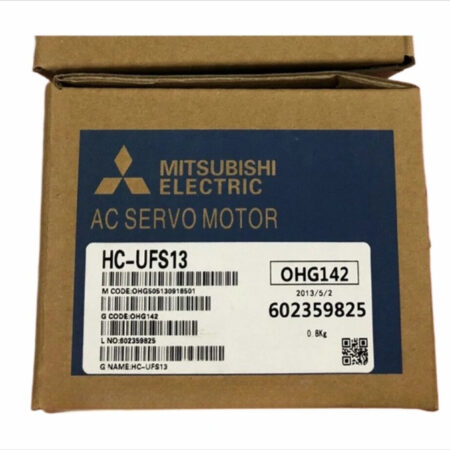 MITSUBISHI
ELECTRIC
AC SERVO MOTOR
HC-UFS13
M CODE:OHG505130918501
OHG142
2013/5/2
602359825
G CODE:OHG142
0.8Kg
L NO:602359825
G NAME:HC-UFS13